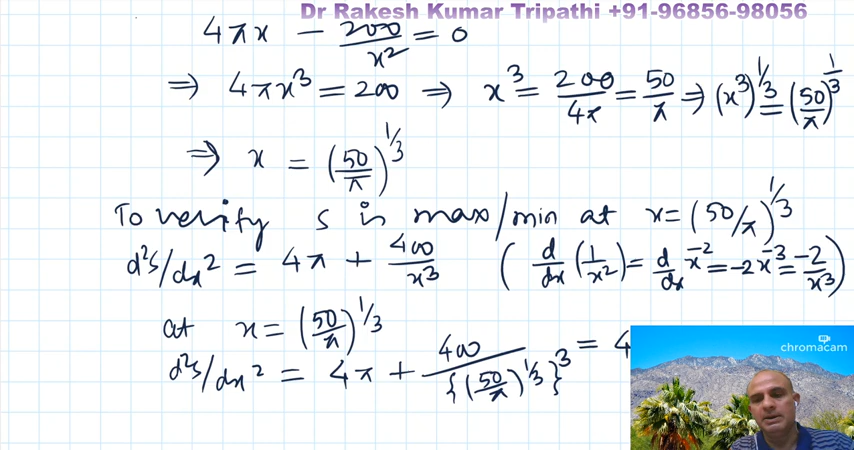 Dr Rakesh Kumar Tripathi +91-96856-98056
4πx - 200/x² = 0
⇒ 4πx³ = 200 ⇒ x³ = 200/4π = 50/π ⇒ (x³)^1/3 = (50/π)^1/3
⇒ x = (50/π)^1/3
To verify S is max/min at x = (50/π)^1/3
d²S/dx² = 4π + 400/x³ ( d/dx (1/x²) = d/dx x^-2 = -2x^-3 = -2/x³ )
at x = (50/π)^1/3
d²S/dx² = 4π + 400/{(50/π)^1/3}³ = 4
chromacam